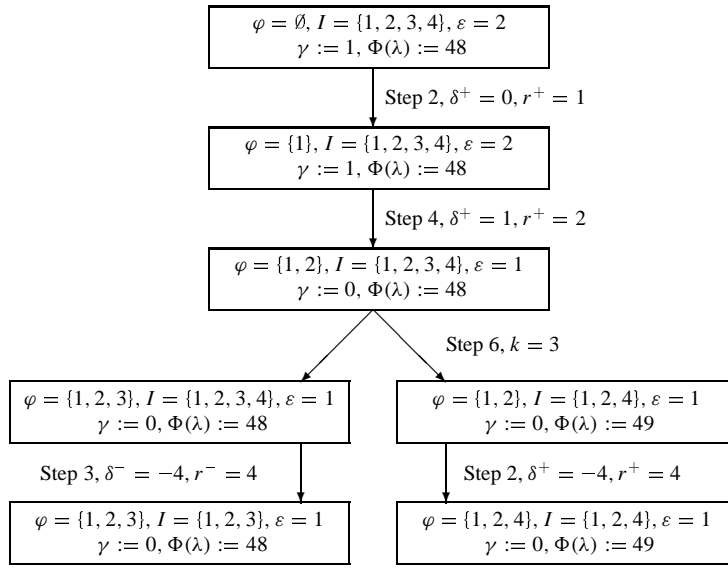 φ = ∅, I = {1, 2, 3, 4}, ε = 2
γ := 1, Φ(λ) := 48
Step 2, δ⁺ = 0, r⁺ = 1
φ = {1}, I = {1, 2, 3, 4}, ε = 2
γ := 1, Φ(λ) := 48
Step 4, δ⁺ = 1, r⁺ = 2
φ = {1, 2}, I = {1, 2, 3, 4}, ε = 1
γ := 0, Φ(λ) := 48
Step 6, k = 3
φ = {1, 2, 3}, I = {1, 2, 3, 4}, ε = 1
γ := 0, Φ(λ) := 48
φ = {1, 2}, I = {1, 2, 4}, ε = 1
γ := 0, Φ(λ) := 49
Step 3, δ⁻ = −4, r⁻ = 4
Step 2, δ⁺ = −4, r⁺ = 4
φ = {1, 2, 3}, I = {1, 2, 3}, ε = 1
γ := 0, Φ(λ) := 48
φ = {1, 2, 4}, I = {1, 2, 4}, ε = 1
γ := 0, Φ(λ) := 49